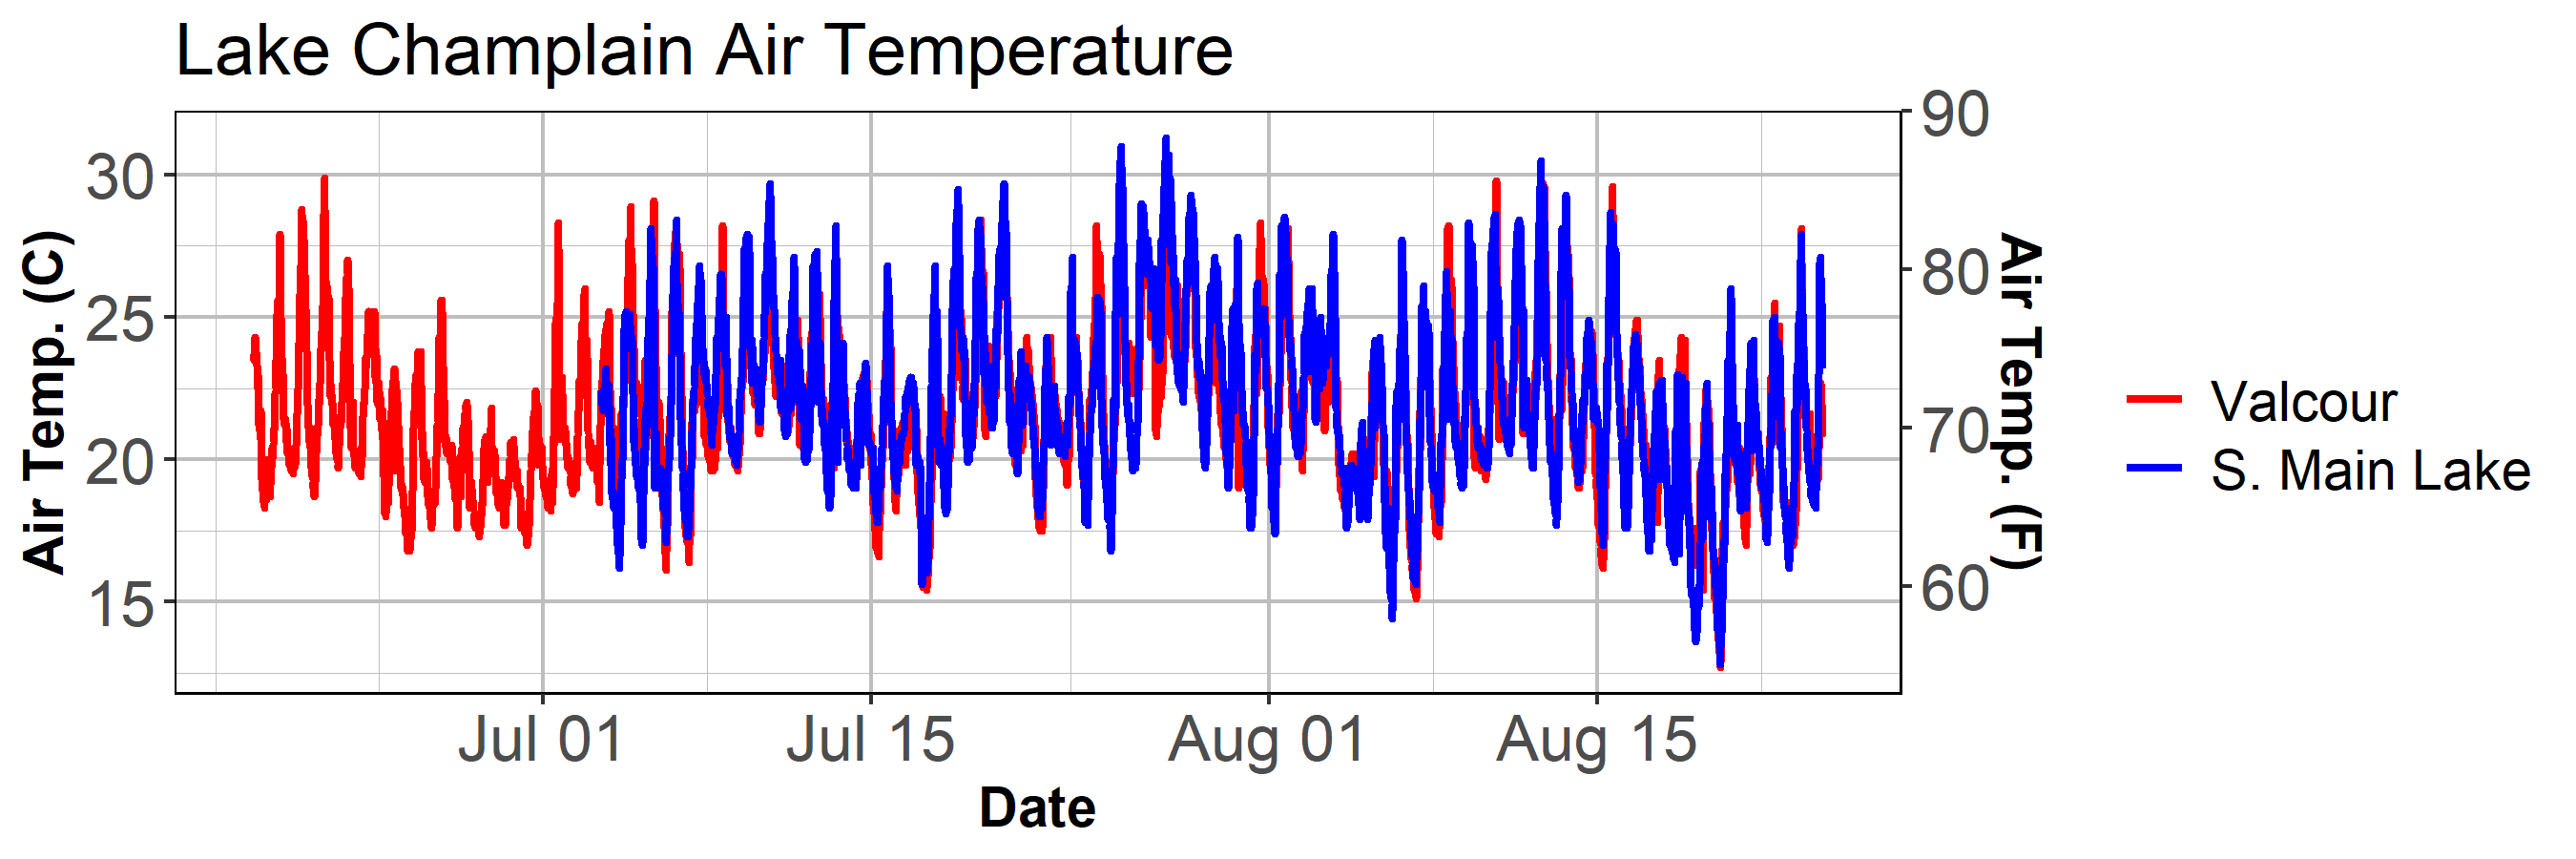 Lake Champlain Air Temperature
Air Temp. (C)
30
25
20
15
90
80
70
60
Air Temp. (F)
Jul 01
Jul 15
Aug 01
Aug 15
Date
Valcour
S. Main Lake